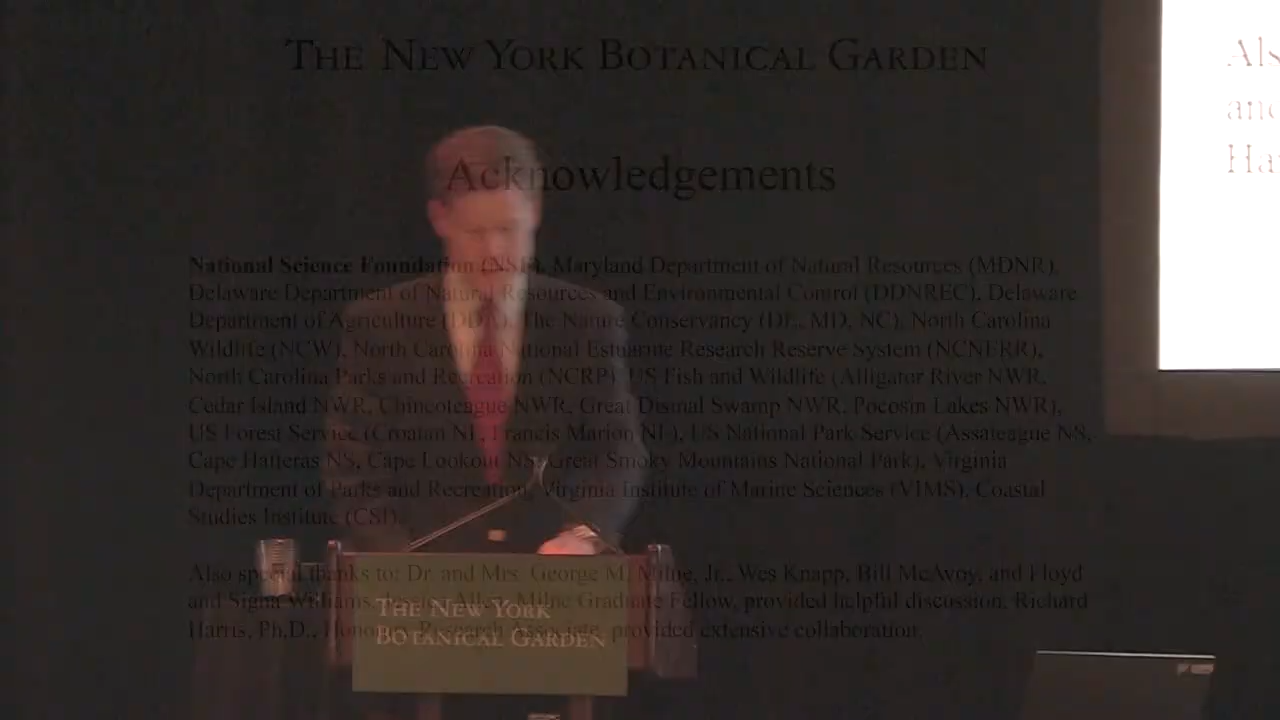 THE NEW YORK BOTANICAL GARDEN
Acknowledgements
National Science Foundation (NSF), Maryland Department of Natural Resources (MDNR),
Delaware Department of Natural Resources and Environmental Control (DDNREC), Delaware
Department of Agriculture (DDA), The Nature Conservancy (DE, MD, NC), North Carolina
Wildlife (NCW), North Carolina National Estuarine Research Reserve System (NCNERR),
North Carolina Parks and Recreation (NCRP), US Fish and Wildlife (Alligator River NWR,
Cedar Island NWR, Chincoteague NWR, Great Dismal Swamp NWR, Pocosin Lakes NWR),
US Forest Service (Croatan NF, Francis Marion NF), US National Park Service (Assateague NS,
Cape Hatteras NS, Cape Lookout NS, Great Smoky Mountains National Park), Virginia
Department of Parks and Recreation, Virginia Institute of Marine Sciences (VIMS), Coastal
Studies Institute (CSI).
Also special thanks to: Dr. and Mrs. George M. Milne, Jr., Wes Knapp, Bill McAvoy, and Floyd
and Signa Williams. Jessica Allen, Milne Graduate Fellow, provided helpful discussion. Richard
Harris, Ph.D., Honorary Research Associate, provided extensive collaboration.
THE NEW YORK
BOTANICAL GARDEN
Als
and
Ha